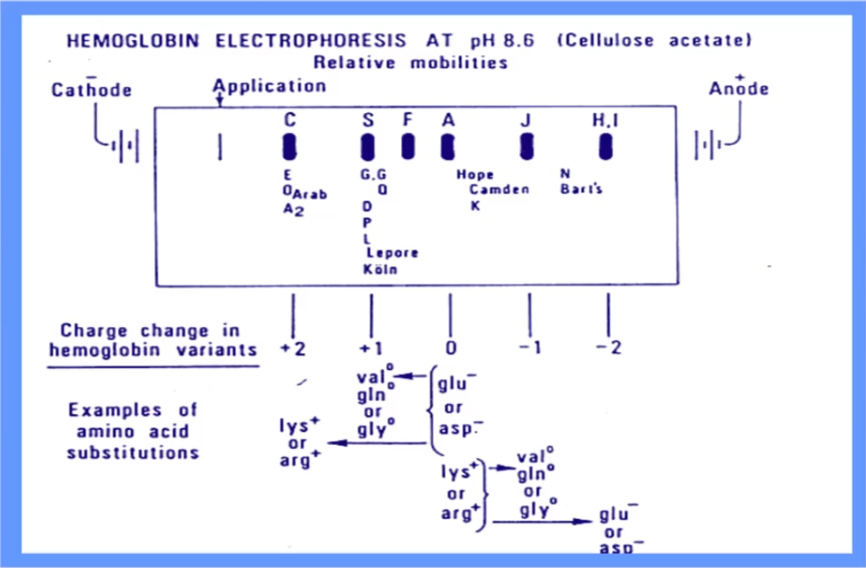 HEMOGLOBIN ELECTROPHORESIS AT pH 8.6 (Cellulose acetate)
Relative mobilities
− +
Cathode Application Anode
C S F A J H,I
E G,G Hope N
OArab Q Camden Bart's
A2 D K
P
L
Lepore
Köln
Charge change in
hemoglobin variants +2 +1 0 -1 -2
Examples of
amino acid
substitutions
val° glu⁻
gln° or
or asp⁻
gly°
lys⁺
or
arg⁺
lys⁺ val°
or gln°
arg⁺ or
gly°
glu⁻
or
asp⁻